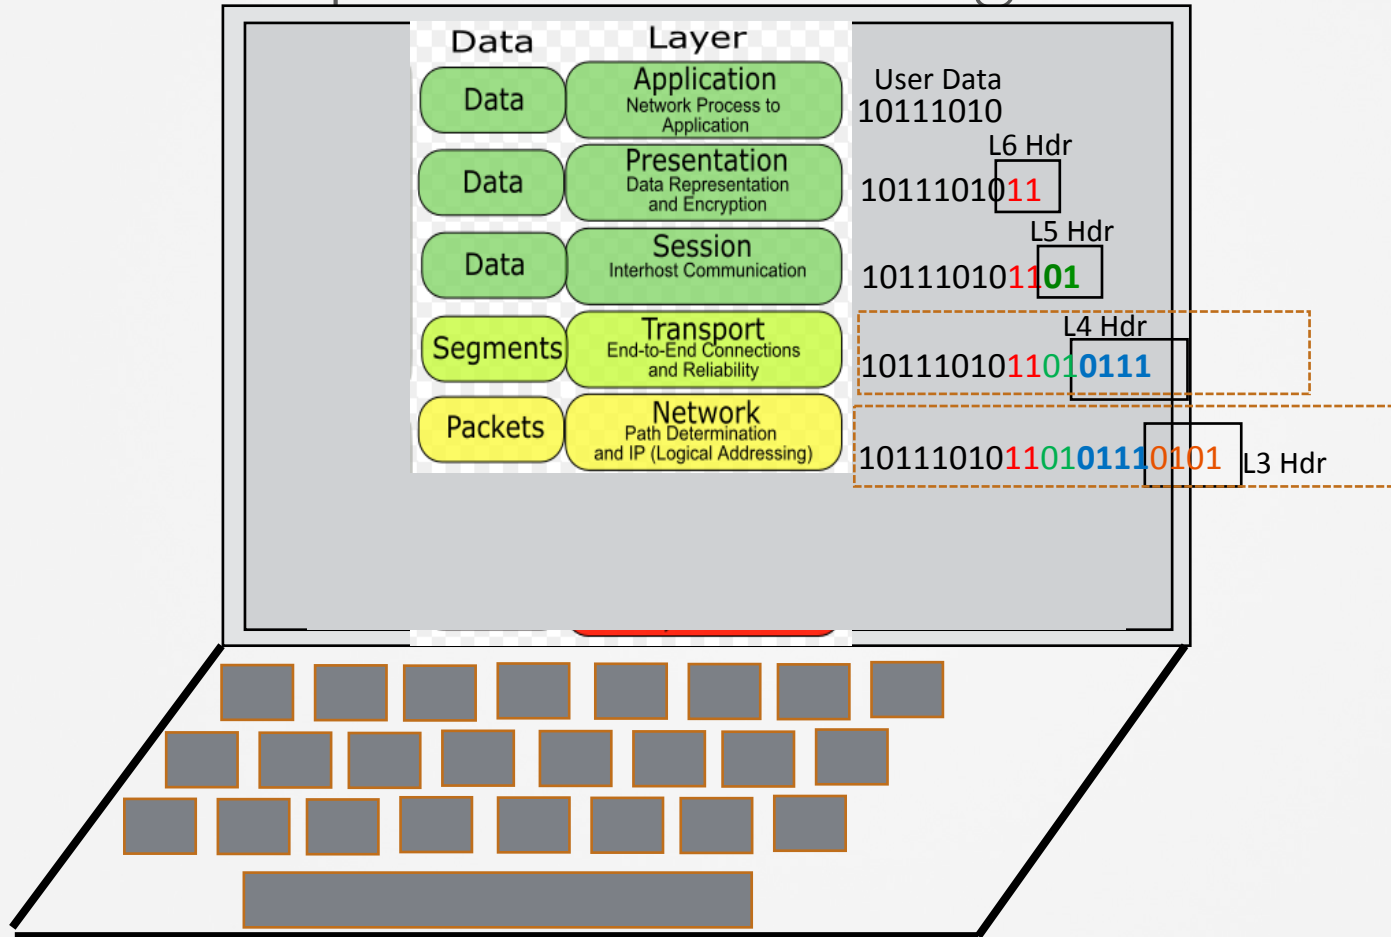 Data
Layer
Data
Application
Network Process to
Application
User Data
10111010
Data
Presentation
Data Representation
and Encryption
L6 Hdr
1011101011
Data
Session
Interhost Communication
L5 Hdr
101110101101
Segments
Transport
End-to-End Connections
and Reliability
L4 Hdr
1011101011010111
Packets
Network
Path Determination
and IP (Logical Addressing)
10111010110101110101
L3 Hdr